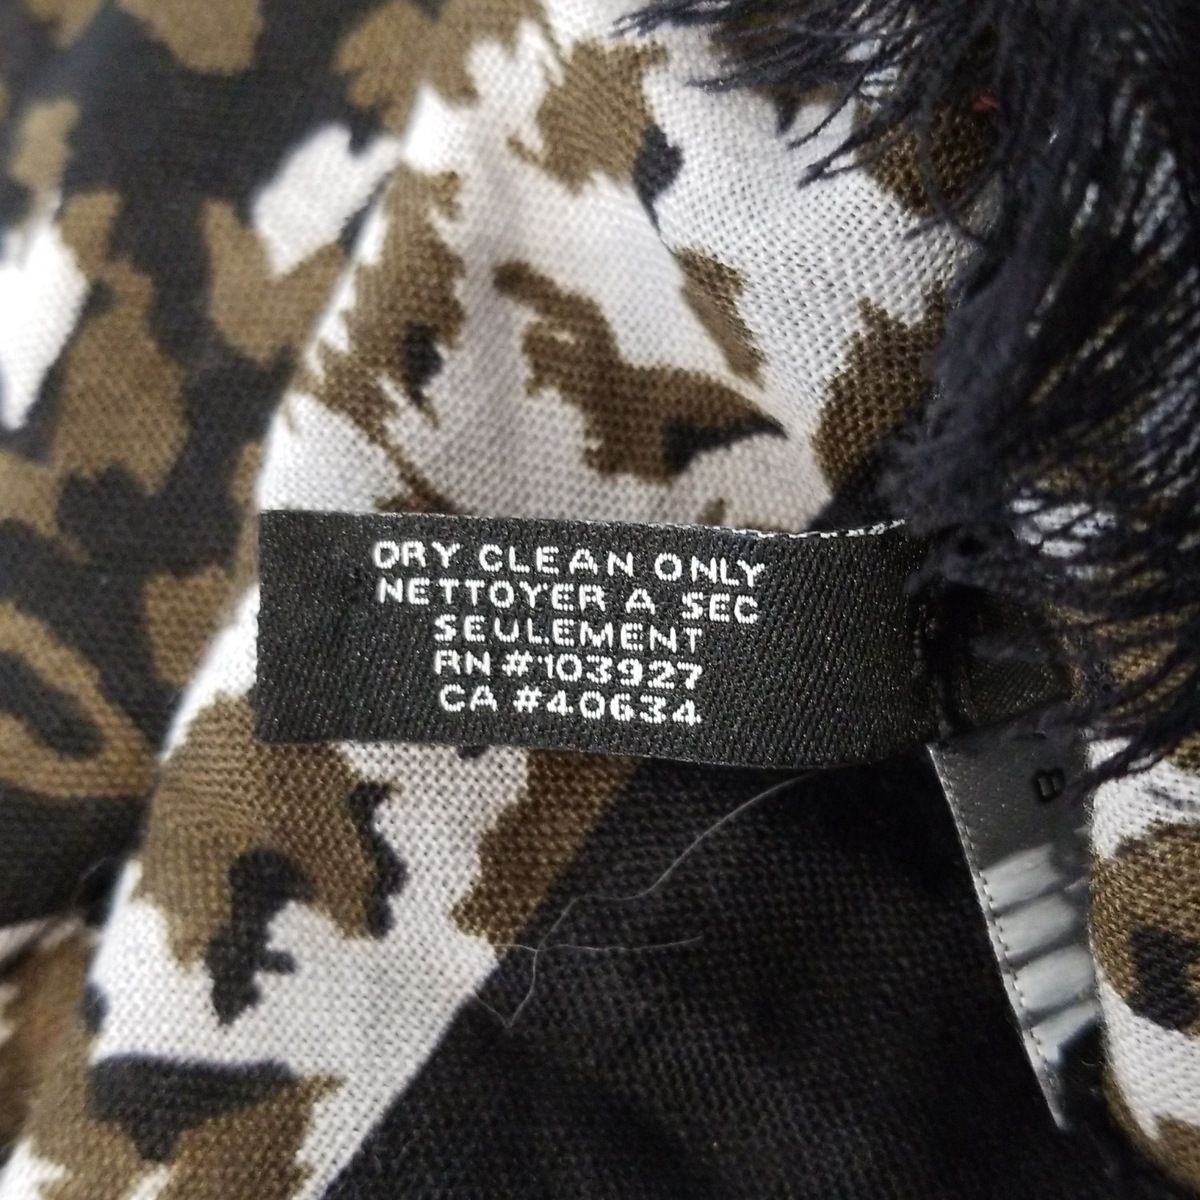 DRY CLEAN ONLY
NETTOYER A SEC
SEULEMENT
RN #103927
CA #40634